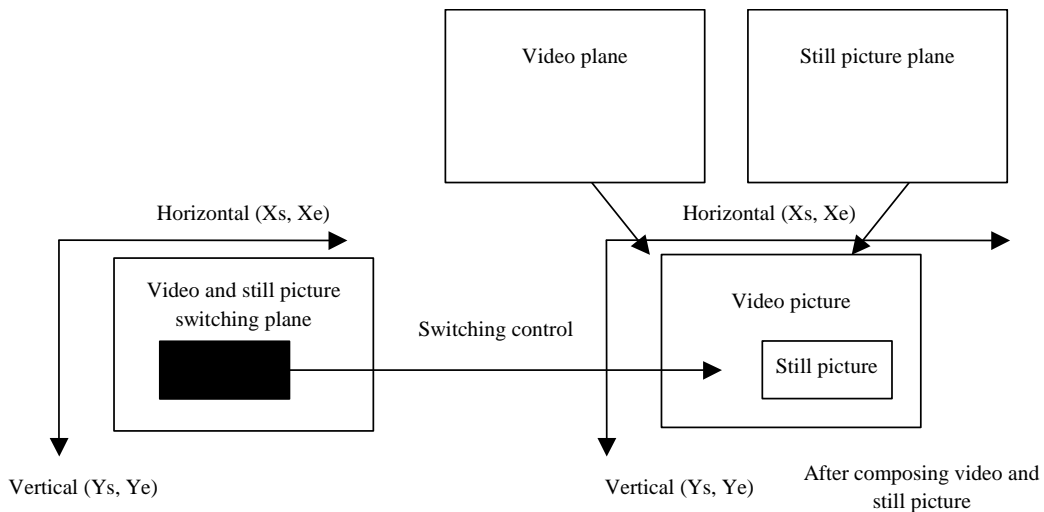 Video plane
Still picture plane
Horizontal (Xs, Xe)
Horizontal (Xs, Xe)
Video and still picture
switching plane
Video picture
Switching control
Still picture
Vertical (Ys, Ye)
Vertical (Ys, Ye)
After composing video and
still picture